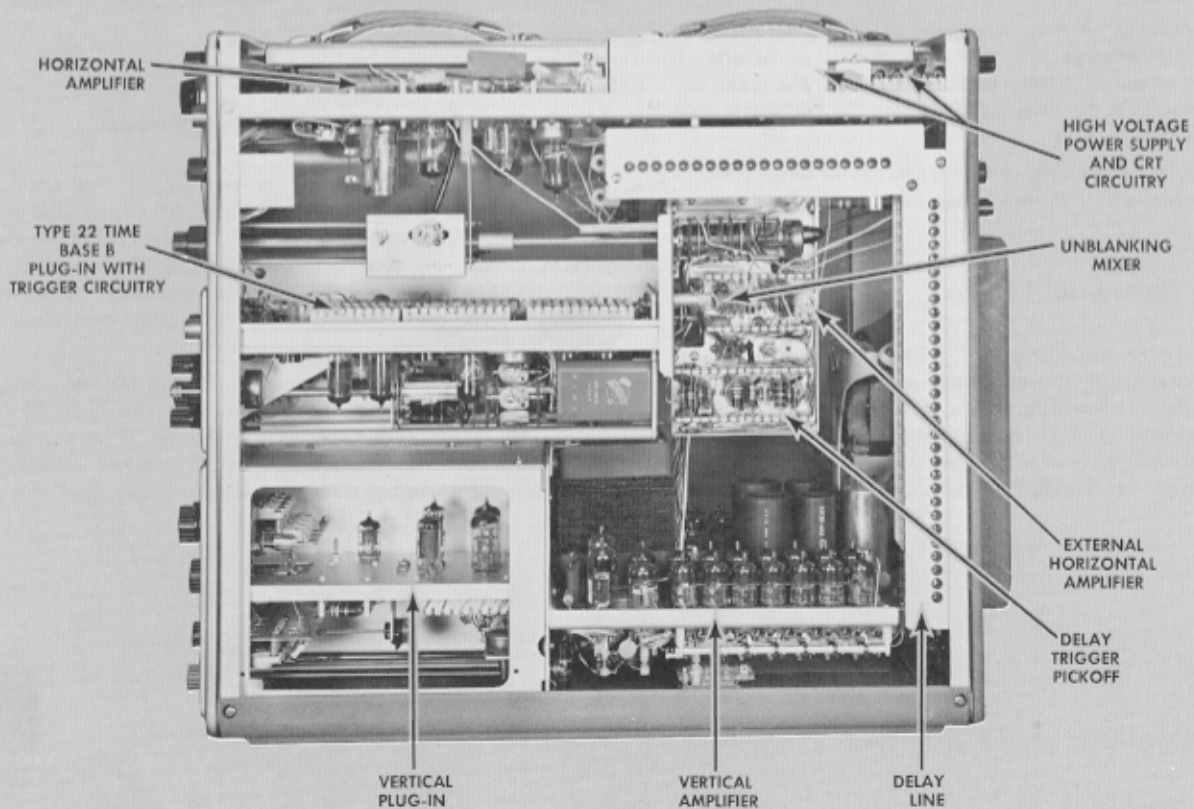 HORIZONTAL
AMPLIFIER
HIGH VOLTAGE
POWER SUPPLY
AND CRT
CIRCUITRY
TYPE 22 TIME
BASE B
PLUG-IN WITH
TRIGGER CIRCUITRY
UNBLANKING
MIXER
EXTERNAL
HORIZONTAL
AMPLIFIER
DELAY
TRIGGER
PICKOFF
VERTICAL
PLUG-IN
VERTICAL
AMPLIFIER
DELAY
LINE